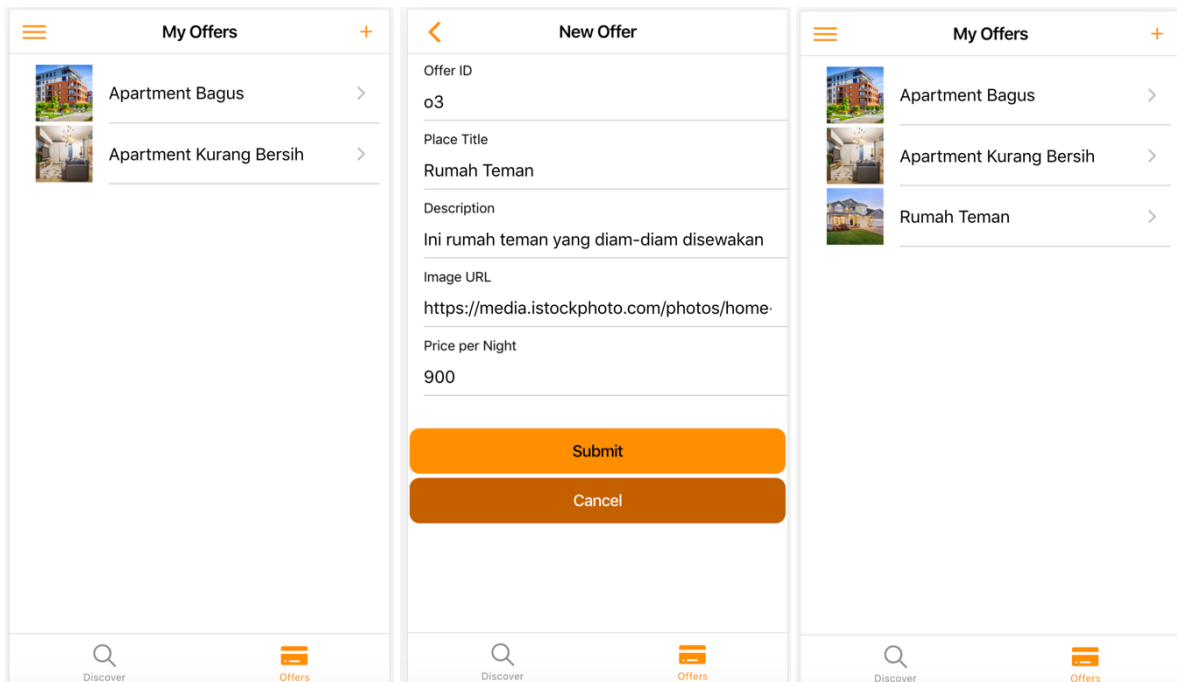 My Offers
+
Apartment Bagus
Apartment Kurang Bersih
Discover
Offers
New Offer
Offer ID
o3
Place Title
Rumah Teman
Description
Ini rumah teman yang diam-diam disewakan
Image URL
https://media.istockphoto.com/photos/home-
Price per Night
900
Submit
Cancel
Discover
Offers
My Offers
+
Apartment Bagus
Apartment Kurang Bersih
Rumah Teman
Discover
Offers